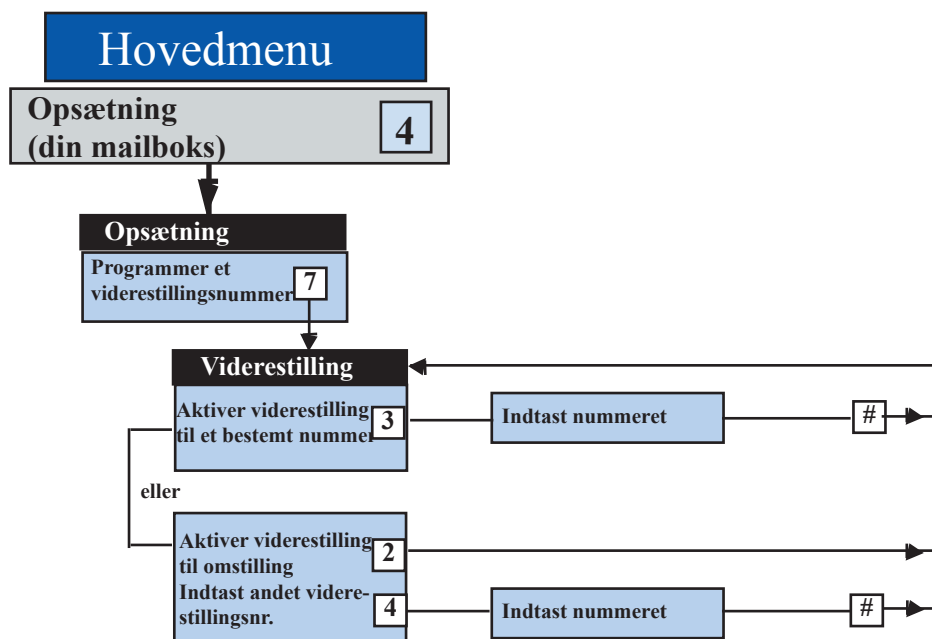 Hovedmenu
Opsætning
(din mailboks)
4
Opsætning
Programmer et
viderestillingsnummer
7
Viderestilling
Aktiver viderestilling
til et bestemt nummer
3
Indtast nummeret
#
eller
Aktiver viderestilling
til omstilling
2
Indtast andet videre-
stillingsnr.
4
Indtast nummeret
#